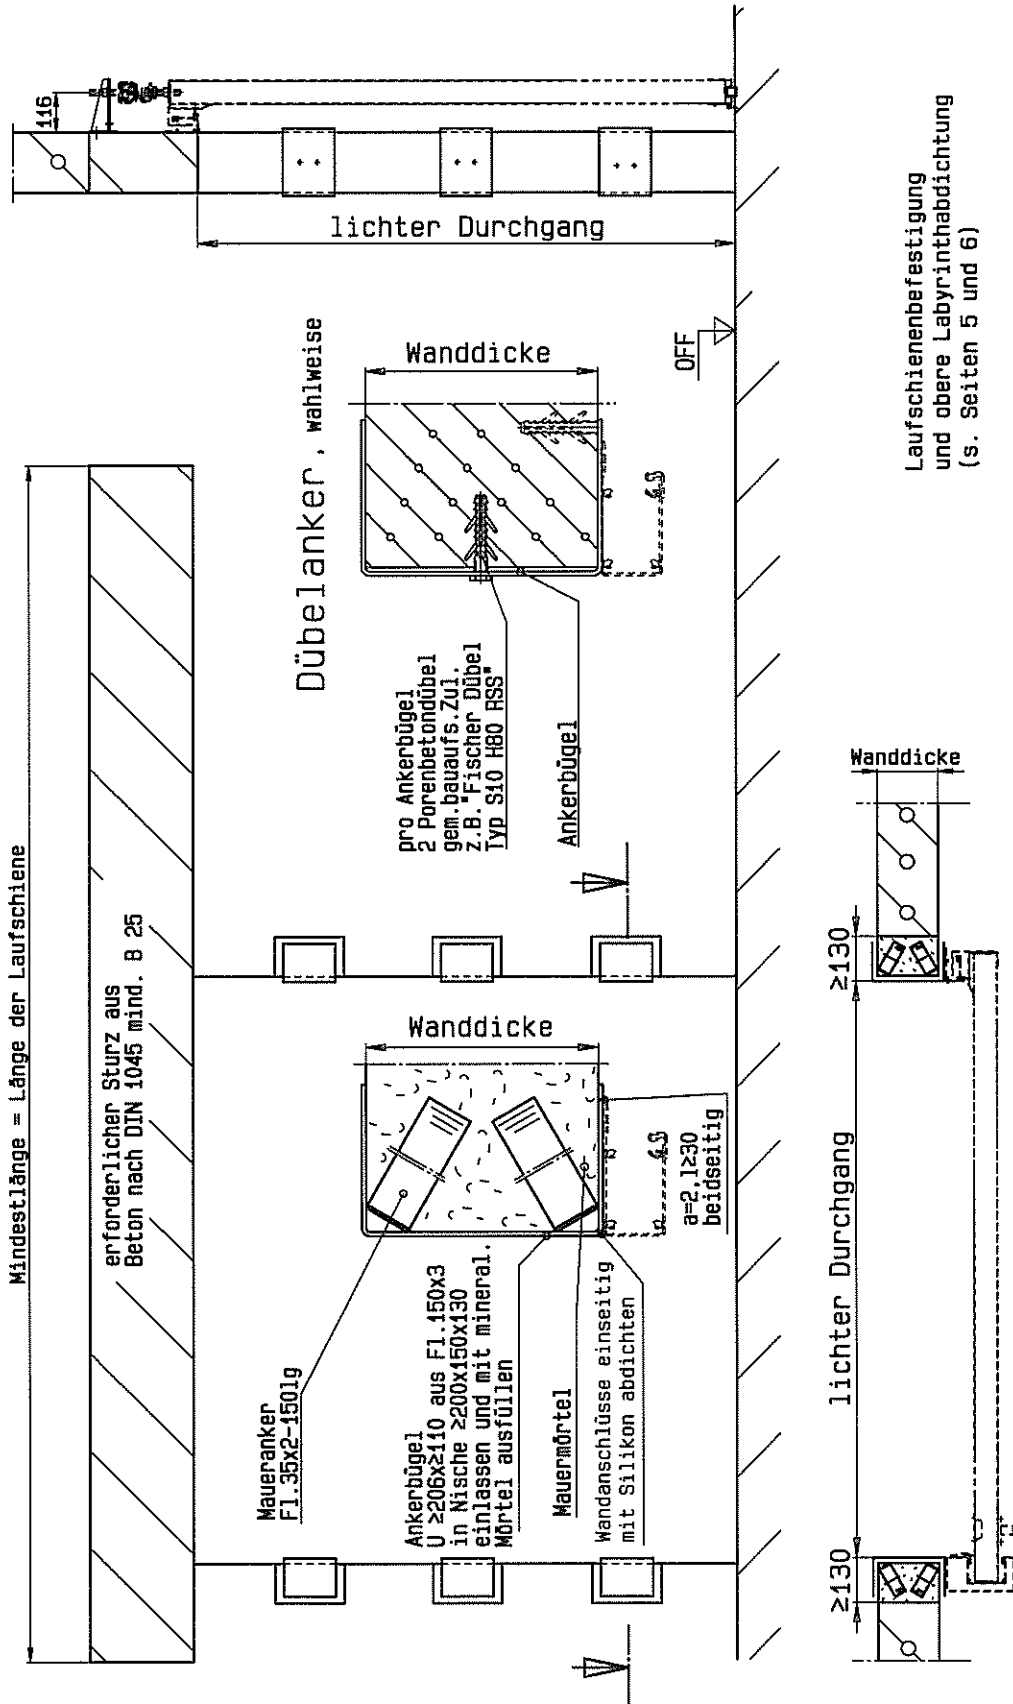 Mindestlänge = Länge der Laufschiene
erforderlicher Sturz aus
Beton nach DIN 1045 mind. B 25
116
lichter Durchgang
Dübelanker, wahlweise
Wanddicke
pro Ankerbügel
2 Porenbetondübel
gem.bauaufs.Zul.
z.B. "Fischer Dübel
Typ S10 H80 RSS"
Ankerbügel
OFF
Wanddicke
Maueranker
Fl.35x2-150lg
Ankerbügel
U ≥206x≥110 aus Fl.150x3
in Nische ≥200x150x130
einlassen und mit mineral.
Mörtel ausfüllen
Mauermörtel
Wandanschlüsse einseitig
mit Silikon abdichten
a=2,l≥30
beidseitig
≥130
lichter Durchgang
≥130
Wanddicke
Laufschienenbefestigung
und obere Labyrinthabdichtung
(s. Seiten 5 und 6)